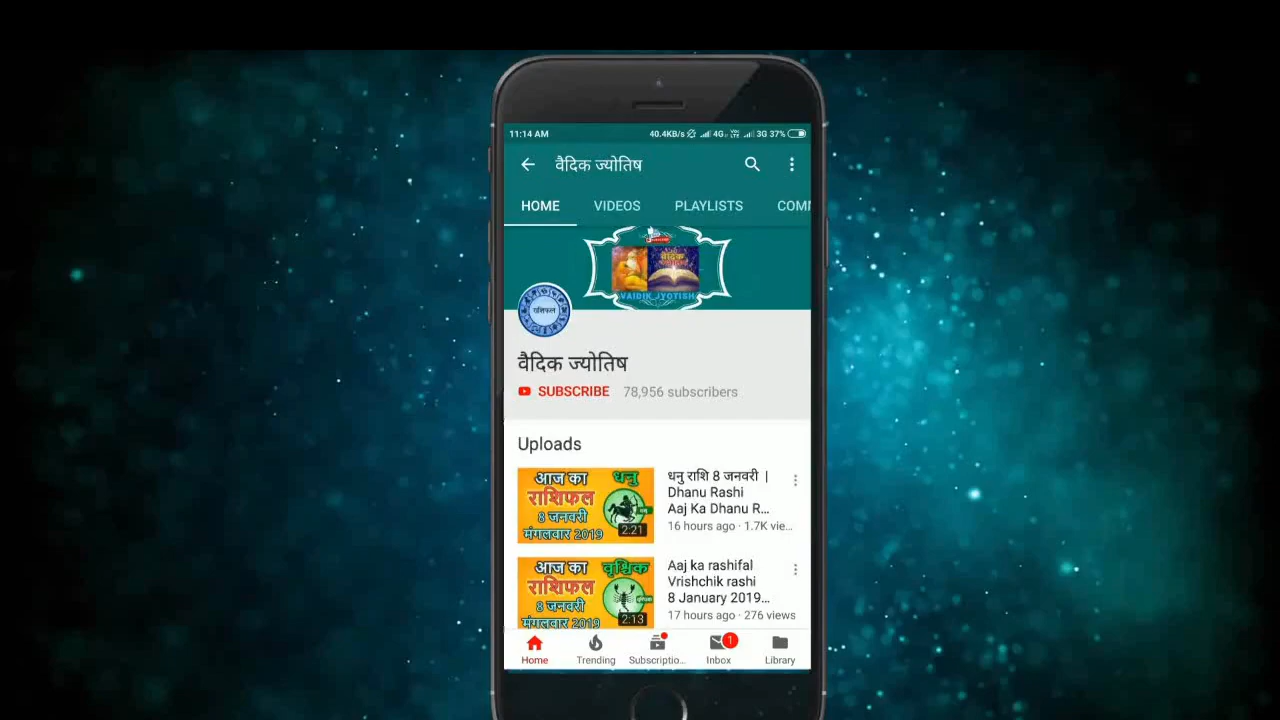 11:14 AM
40.4KB/s 4G VoLTE 3G 37%
वैदिक ज्योतिष
HOME VIDEOS PLAYLISTS COM
वैदिक
VAIDIK JYOTISH
राशिफल
वैदिक ज्योतिष
SUBSCRIBE 78,956 subscribers
Uploads
आज का धनु
राशिफल
8 जनवरी
मंगलवार 2019 2:21
धनु राशि 8 जनवरी |
Dhanu Rashi
Aaj Ka Dhanu R...
16 hours ago · 1.7K vie...
आज का वृश्चिक
राशिफल
8 जनवरी
मंगलवार 2019 2:13
Aaj ka rashifal
Vrishchik rashi
8 January 2019...
17 hours ago · 276 views
1
Home Trending Subscriptio... Inbox Library